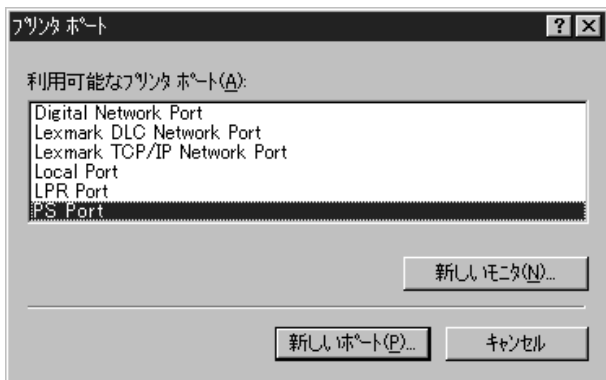 プリンタ ポート
利用可能なプリンタ ポート(A):
Digital Network Port
Lexmark DLC Network Port
Lexmark TCP/IP Network Port
Local Port
LPR Port
PS Port
新しいモニタ(N)...
新しいポート(P)...
キャンセル